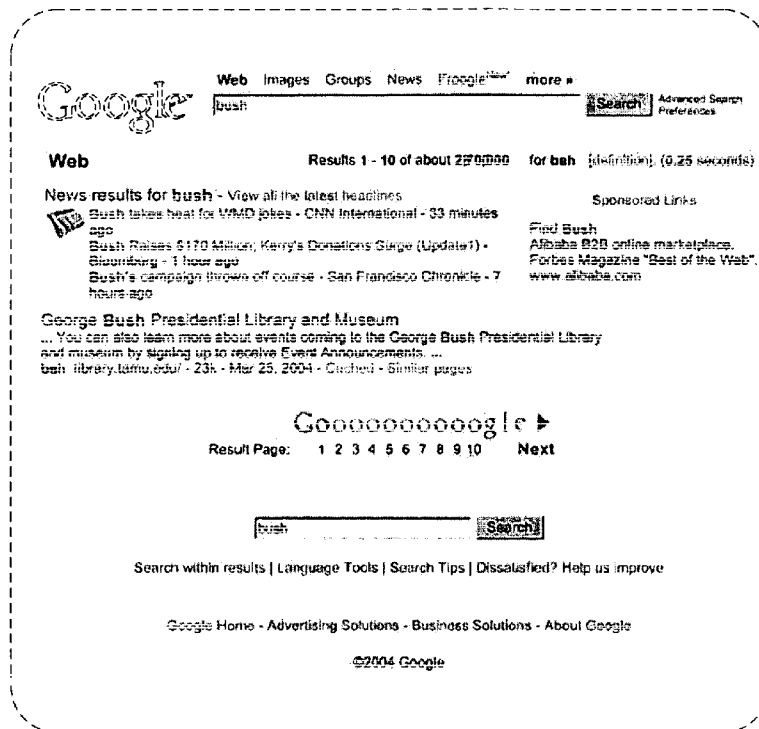 Web Images Groups News Froogle New! more »
Google
bush Search Advanced Search
Preferences
Web Results 1 - 10 of about for bsh [definition]. (0.25 seconds)
News results for bush - View all the latest headlines
Bush takes heat for WMD jokes - CNN International - 33 minutes
ago
Bush Raises $170 Million; Kerry's Donations Surge (Update1) -
Bloomberg - 1 hour ago
Bush's campaign thrown off course - San Francisco Chronicle - 7
hours ago
Sponsored Links
Find Bush
Alibaba B2B online marketplace.
Forbes Magazine "Best of the Web".
www.alibaba.com
George Bush Presidential Library and Museum
... You can also learn more about events coming to the George Bush Presidential Library
and museum by signing up to receive Event Announcements. ...
bsh library.tamu.edu/ - 23k - Mar 25, 2004 - Cached - Similar pages
Goooooooooogle ►
Result Page: 1 2 3 4 5 6 7 8 9 10 Next
bush Search
Search within results | Language Tools | Search Tips | Dissatisfied? Help us improve
Google Home - Advertising Solutions - Business Solutions - About Google
©2004 Google